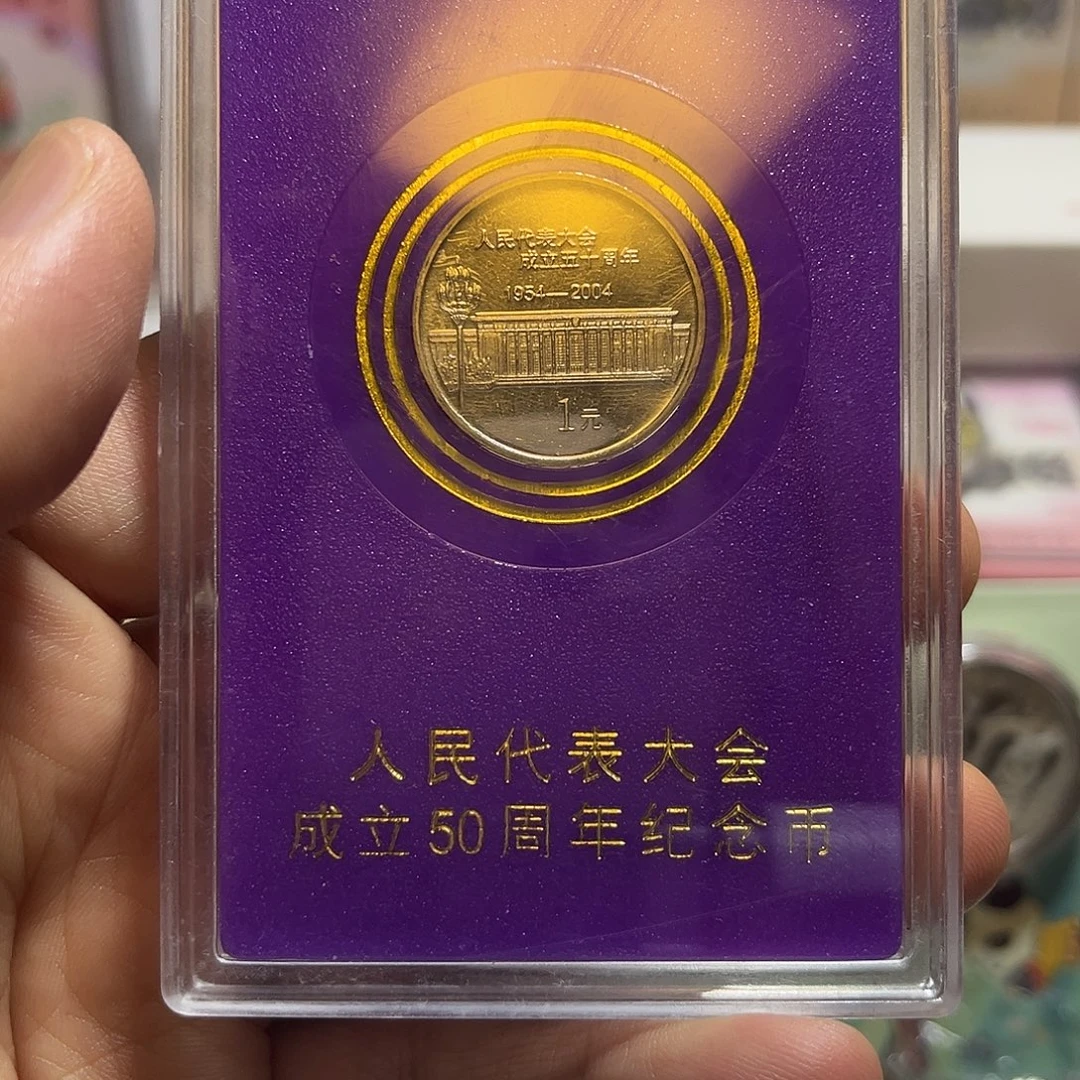 人民代表大会
成立五十周年
1954—2004
1元
人民代表大会
成立50周年纪念币